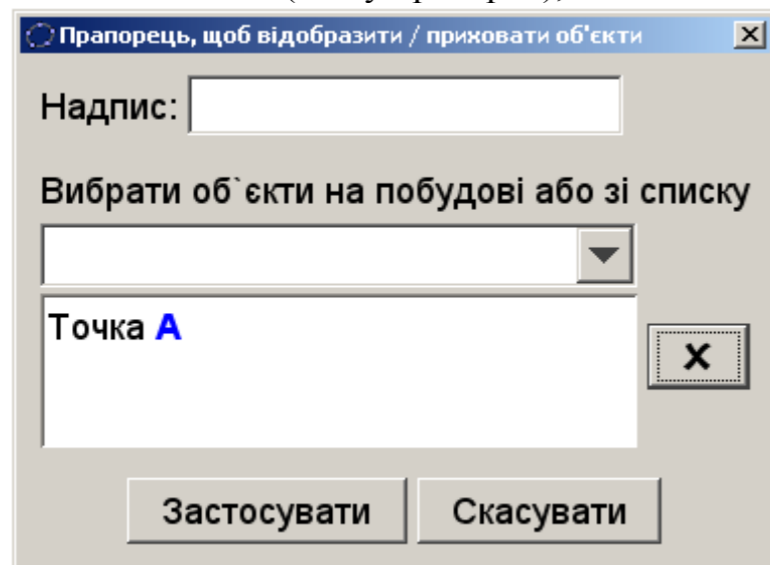 Прапорець, щоб відобразити / приховати об'єкти
Надпис:
Вибрати об`єкти на побудові або зі списку
Точка A
X
Застосувати
Скасувати